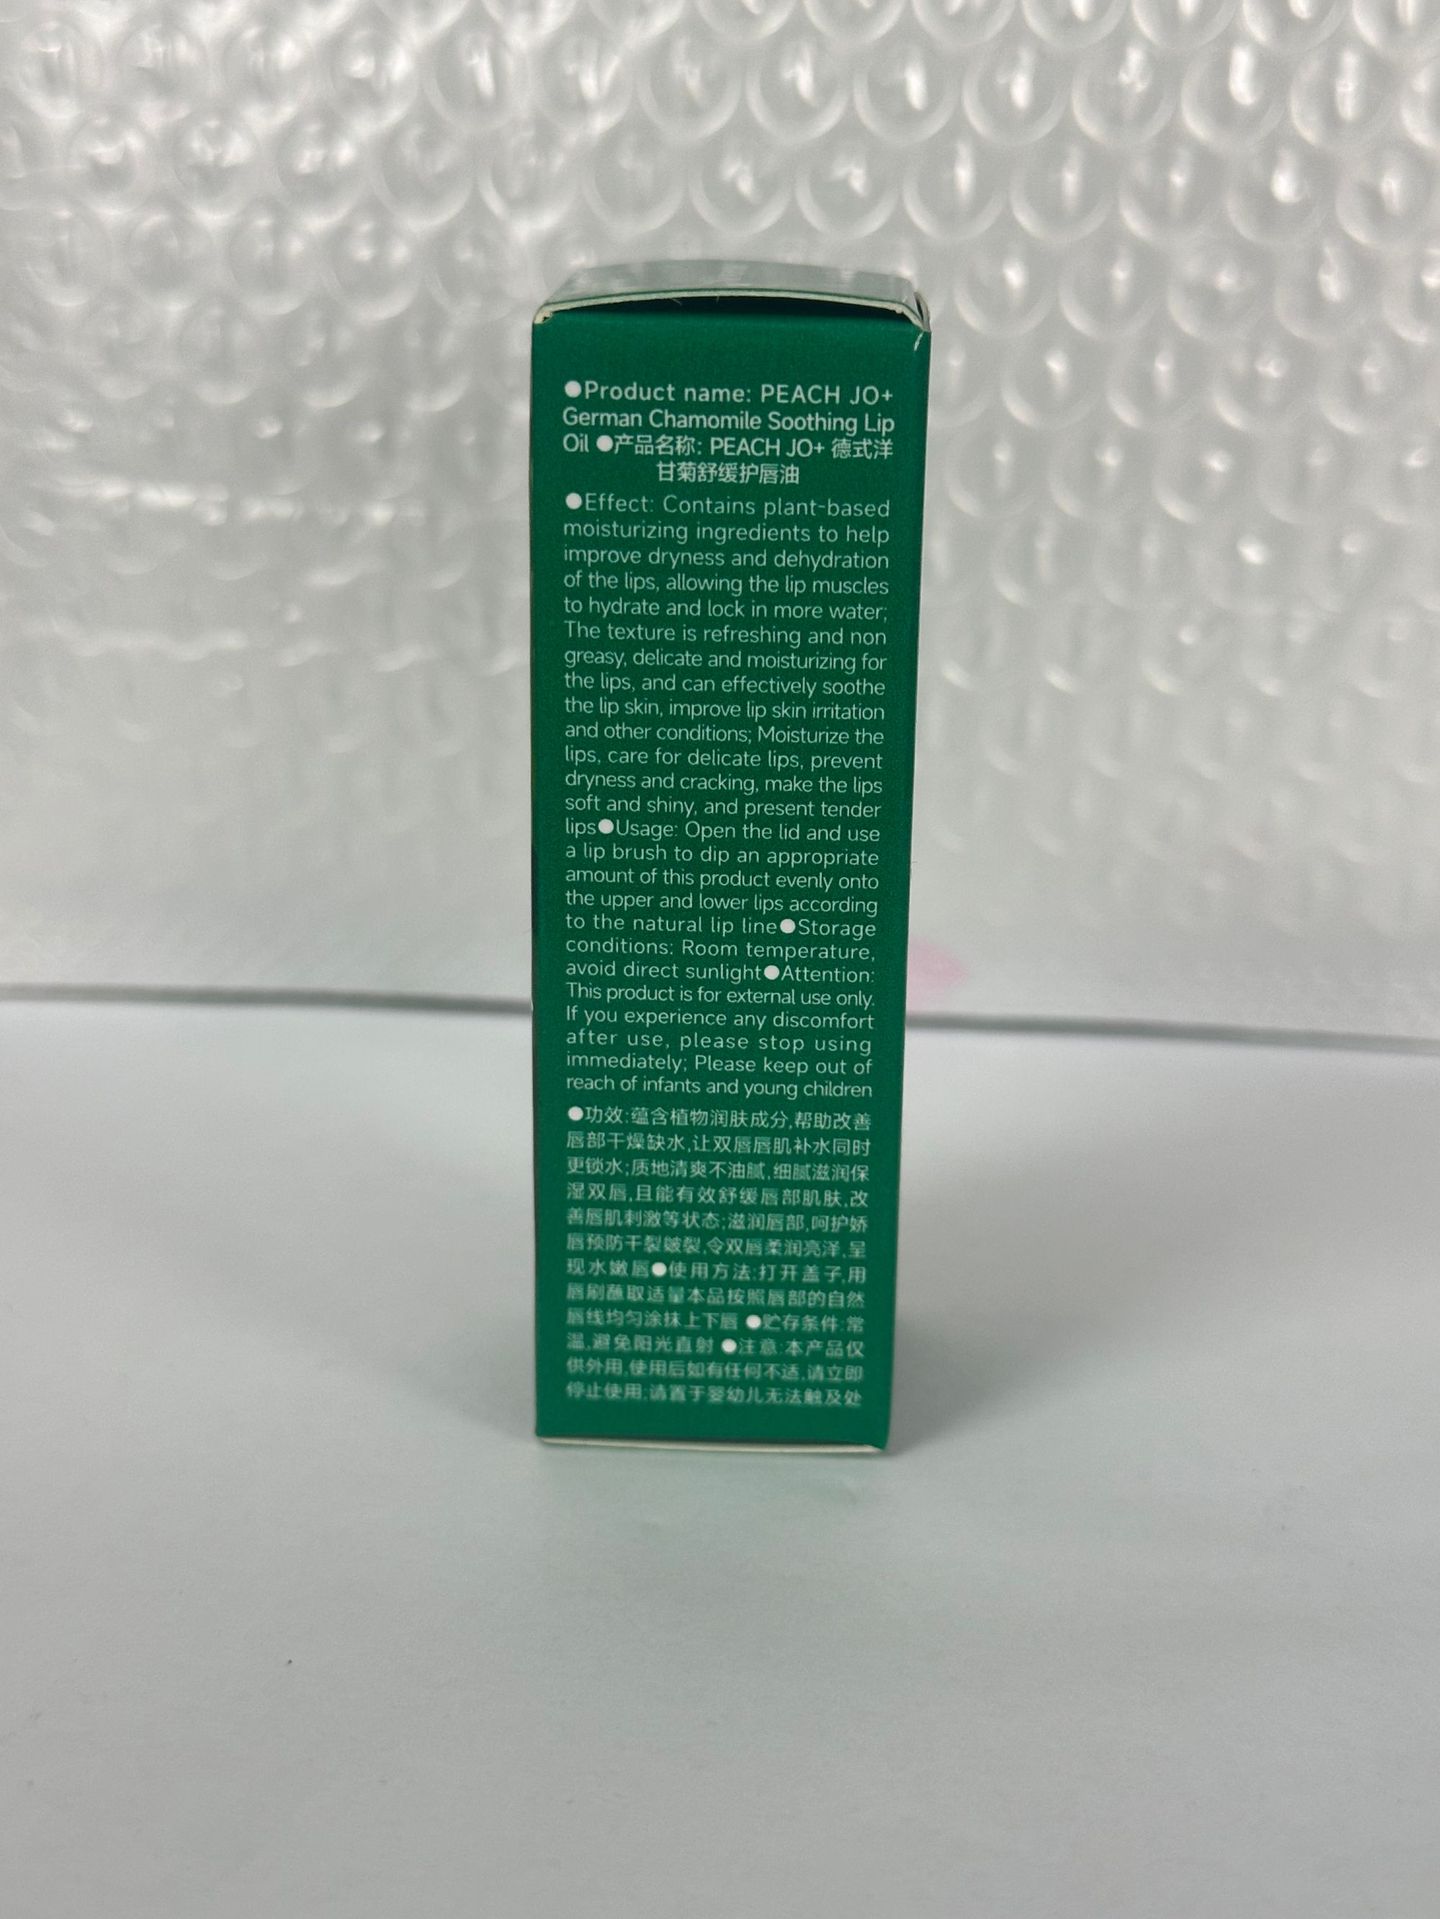 ●Product name: PEACH JO+
German Chamomile Soothing Lip
Oil ●产品名称: PEACH JO+ 德式洋
甘菊舒缓护唇油
●Effect: Contains plant-based
moisturizing ingredients to help
improve dryness and dehydration
of the lips, allowing the lip muscles
to hydrate and lock in more water;
The texture is refreshing and non
greasy, delicate and moisturizing for
the lips, and can effectively soothe
the lip skin, improve lip skin irritation
and other conditions; Moisturize the
lips, care for delicate lips, prevent
dryness and cracking, make the lips
soft and shiny, and present tender
lips●Usage: Open the lid and use
a lip brush to dip an appropriate
amount of this product evenly onto
the upper and lower lips according
to the natural lip line●Storage
conditions: Room temperature,
avoid direct sunlight●Attention:
This product is for external use only.
If you experience any discomfort
after use, please stop using
immediately; Please keep out of
reach of infants and young children
●功效:蕴含植物润肤成分,帮助改善
唇部干燥缺水,让双唇唇肌补水同时
更锁水;质地清爽不油腻,细腻滋润保
湿双唇,且能有效舒缓唇部肌肤,改
善唇肌刺激等状态;滋润唇部,呵护娇
唇预防干裂皴裂,令双唇柔润亮泽,呈
现水嫩唇●使用方法:打开盖子,用
唇刷蘸取适量本品按照唇部的自然
唇线均匀涂抹上下唇 ●贮存条件:常
温,避免阳光直射 ●注意:本产品仅
供外用,使用后如有任何不适,请立即
停止使用;请置于婴幼儿无法触及处